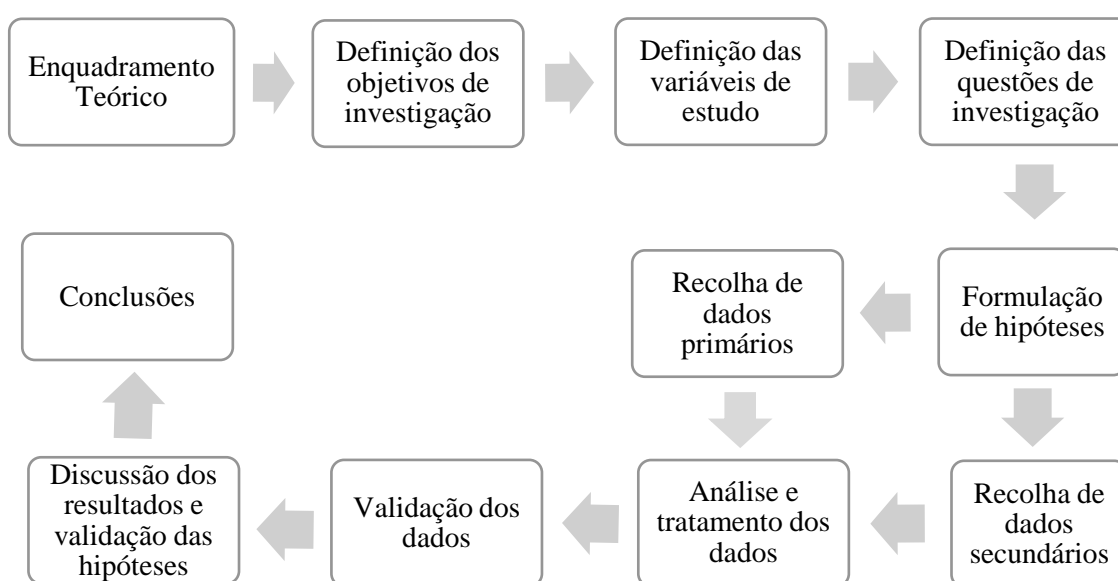 Enquadramento
Teórico
Definição dos
objetivos de
investigação
Definição das
variáveis de
estudo
Definição das
questões de
investigação
Formulação
de hipóteses
Recolha de
dados
primários
Recolha de
dados
secundários
Análise e
tratamento dos
dados
Validação dos
dados
Discussão dos
resultados e
validação das
hipóteses
Conclusões